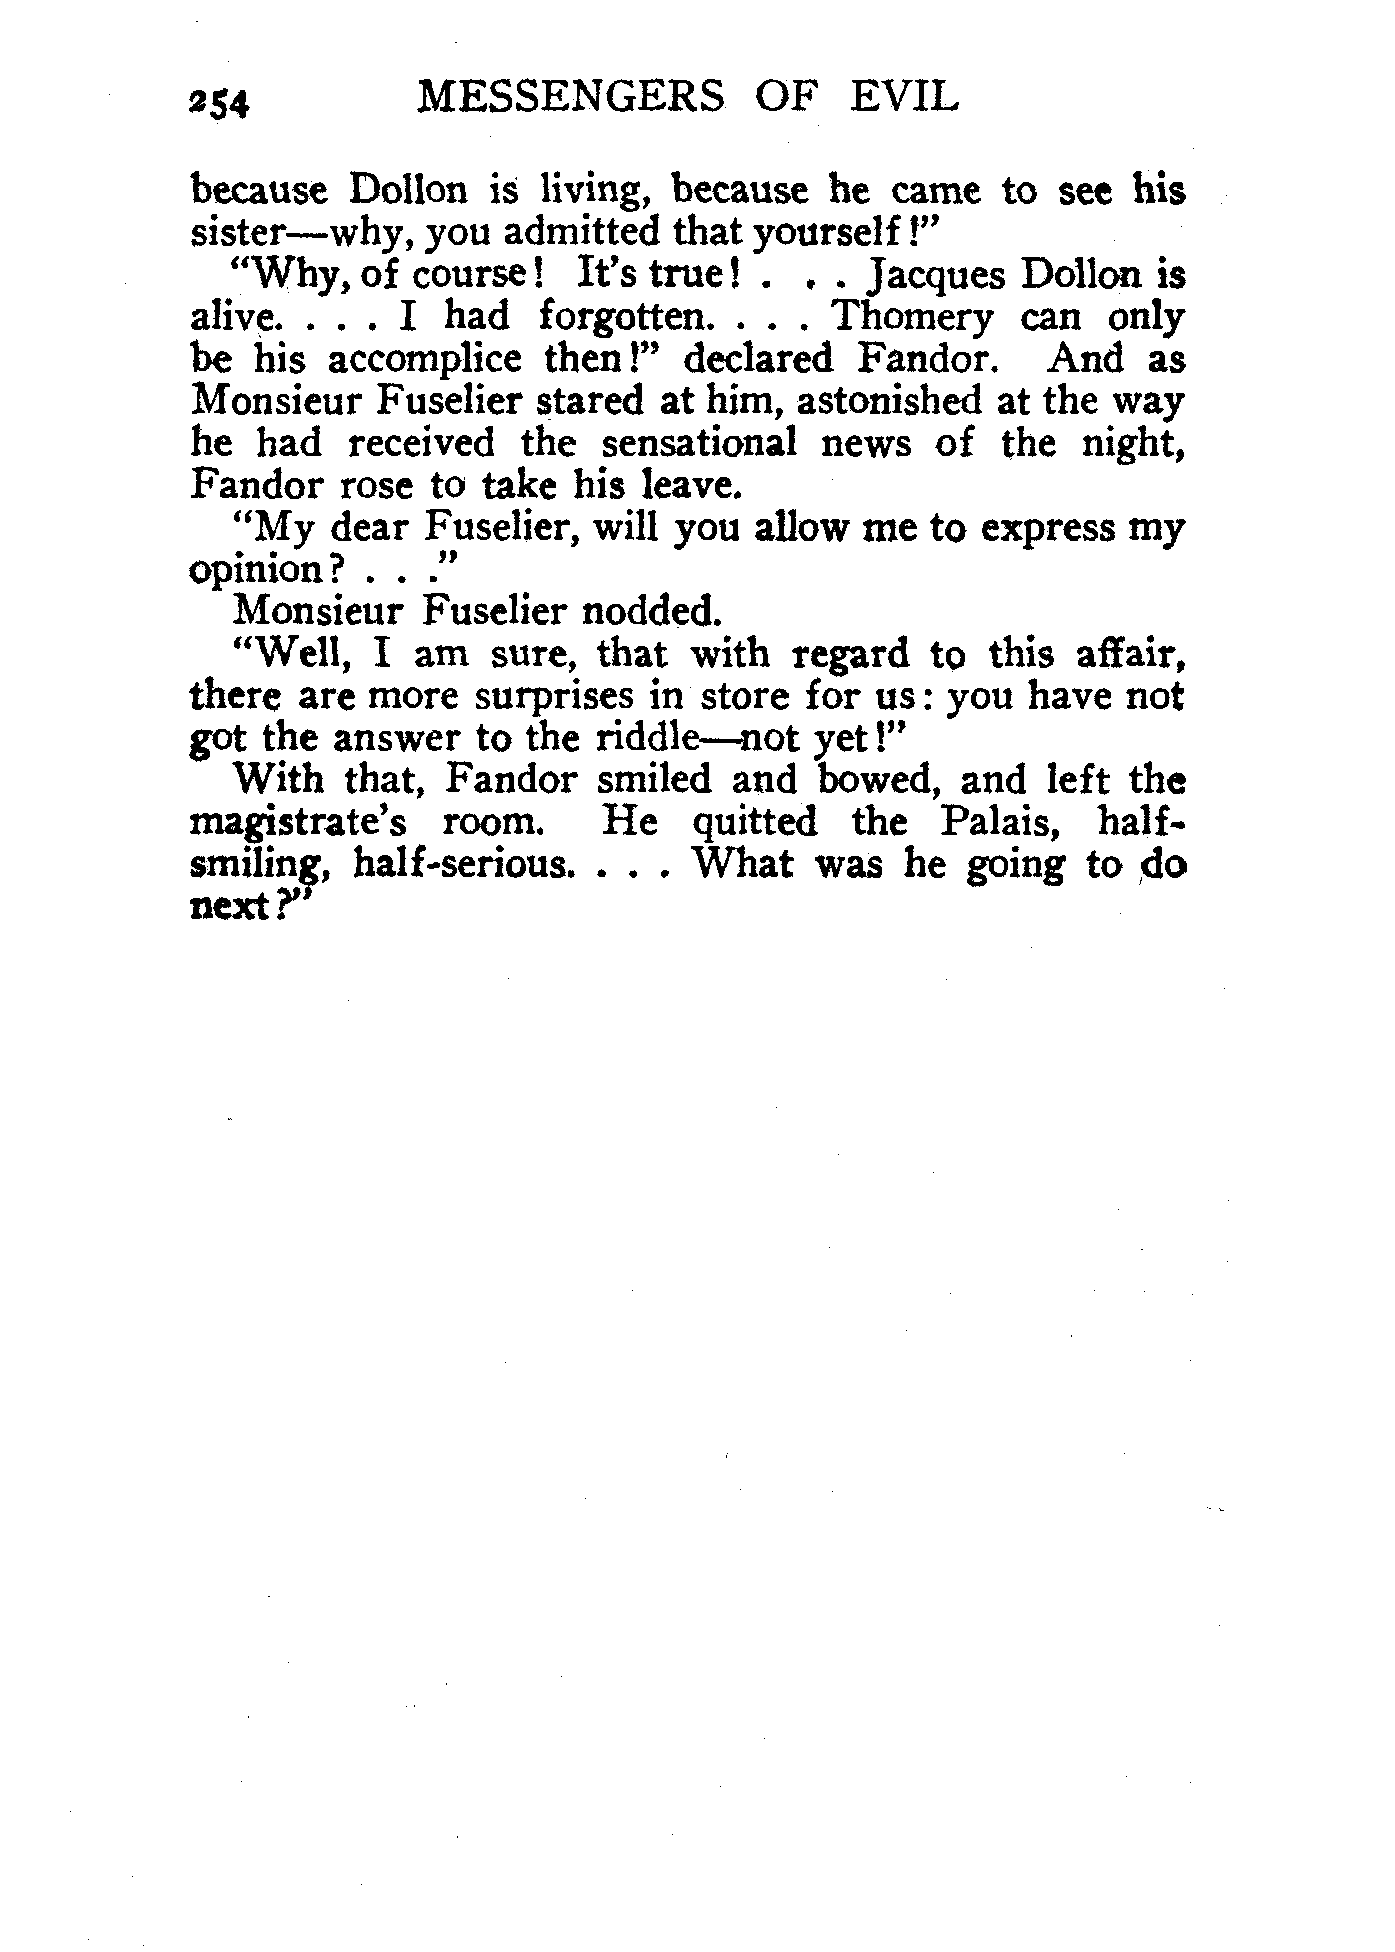 254 MESSENGERS OF EVIL
because Dollon is living, because he came to see his
sister—why, you admitted that yourself!”
“Why, of course! It’s true! . . . Jacques Dollon is
alive. . . . I had forgotten. . . . Thomery can only
be his accomplice then!” declared Fandor. And as
Monsieur Fuselier stared at him, astonished at the way
he had received the sensational news of the night,
Fandor rose to take his leave.
“My dear Fuselier, will you allow me to express my
opinion? . . .”
Monsieur Fuselier nodded.
“Well, I am sure, that with regard to this affair,
there are more surprises in store for us: you have not
got the answer to the riddle—not yet!”
With that, Fandor smiled and bowed, and left the
magistrate’s room. He quitted the Palais, half-
smiling, half-serious. . . . What was he going to do
next?”